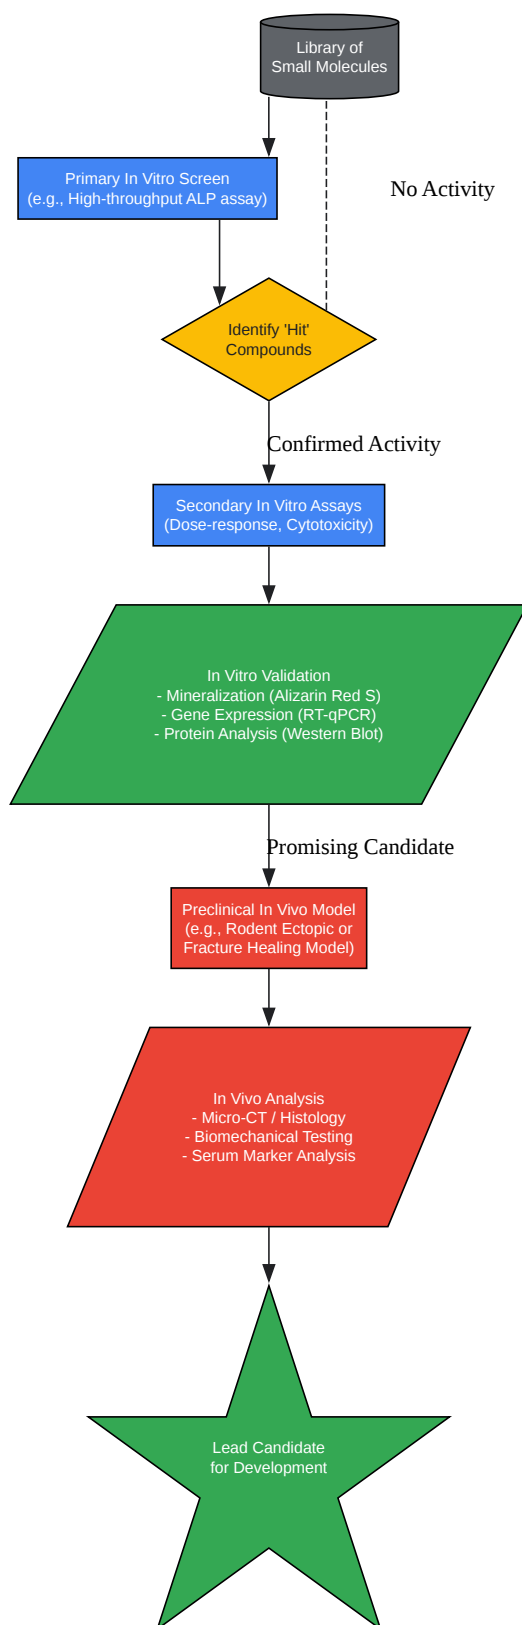 Library of
Small Molecules
Primary In Vitro Screen
(e.g., High-throughput ALP assay)
No Activity
Identify 'Hit'
Compounds
Confirmed Activity
Secondary In Vitro Assays
(Dose-response, Cytotoxicity)
In Vitro Validation
- Mineralization (Alizarin Red S)
- Gene Expression (RT-qPCR)
- Protein Analysis (Western Blot)
Promising Candidate
Preclinical In Vivo Model
(e.g., Rodent Ectopic or
Fracture Healing Model)
In Vivo Analysis
- Micro-CT / Histology
- Biomechanical Testing
- Serum Marker Analysis
Lead Candidate
for Development